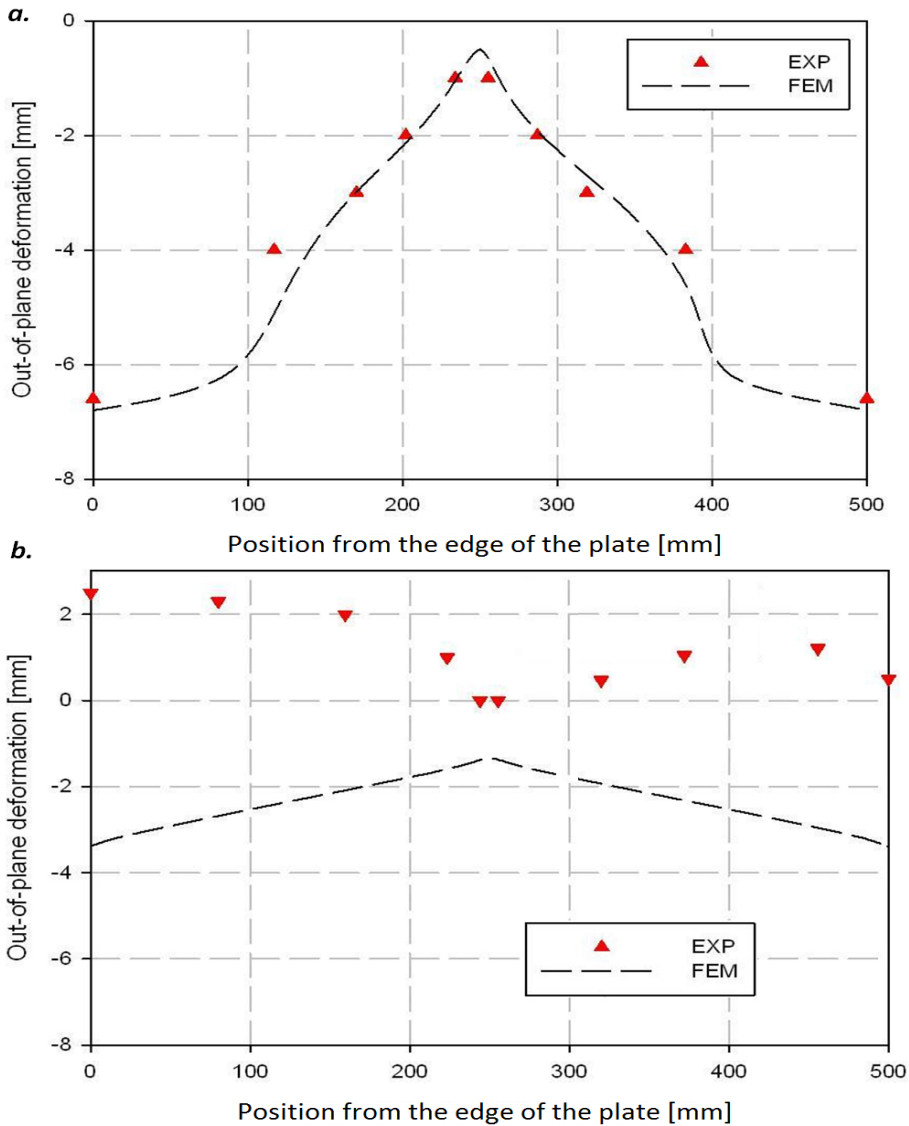 a.
0
-2
-4
-6
-8
Out-of-plane deformation [mm]
EXP
FEM
0 100 200 300 400 500
Position from the edge of the plate [mm]
b.
2
0
-2
-4
-6
-8
Out-of-plane deformation [mm]
EXP
FEM
0 100 200 300 400 500
Position from the edge of the plate [mm]